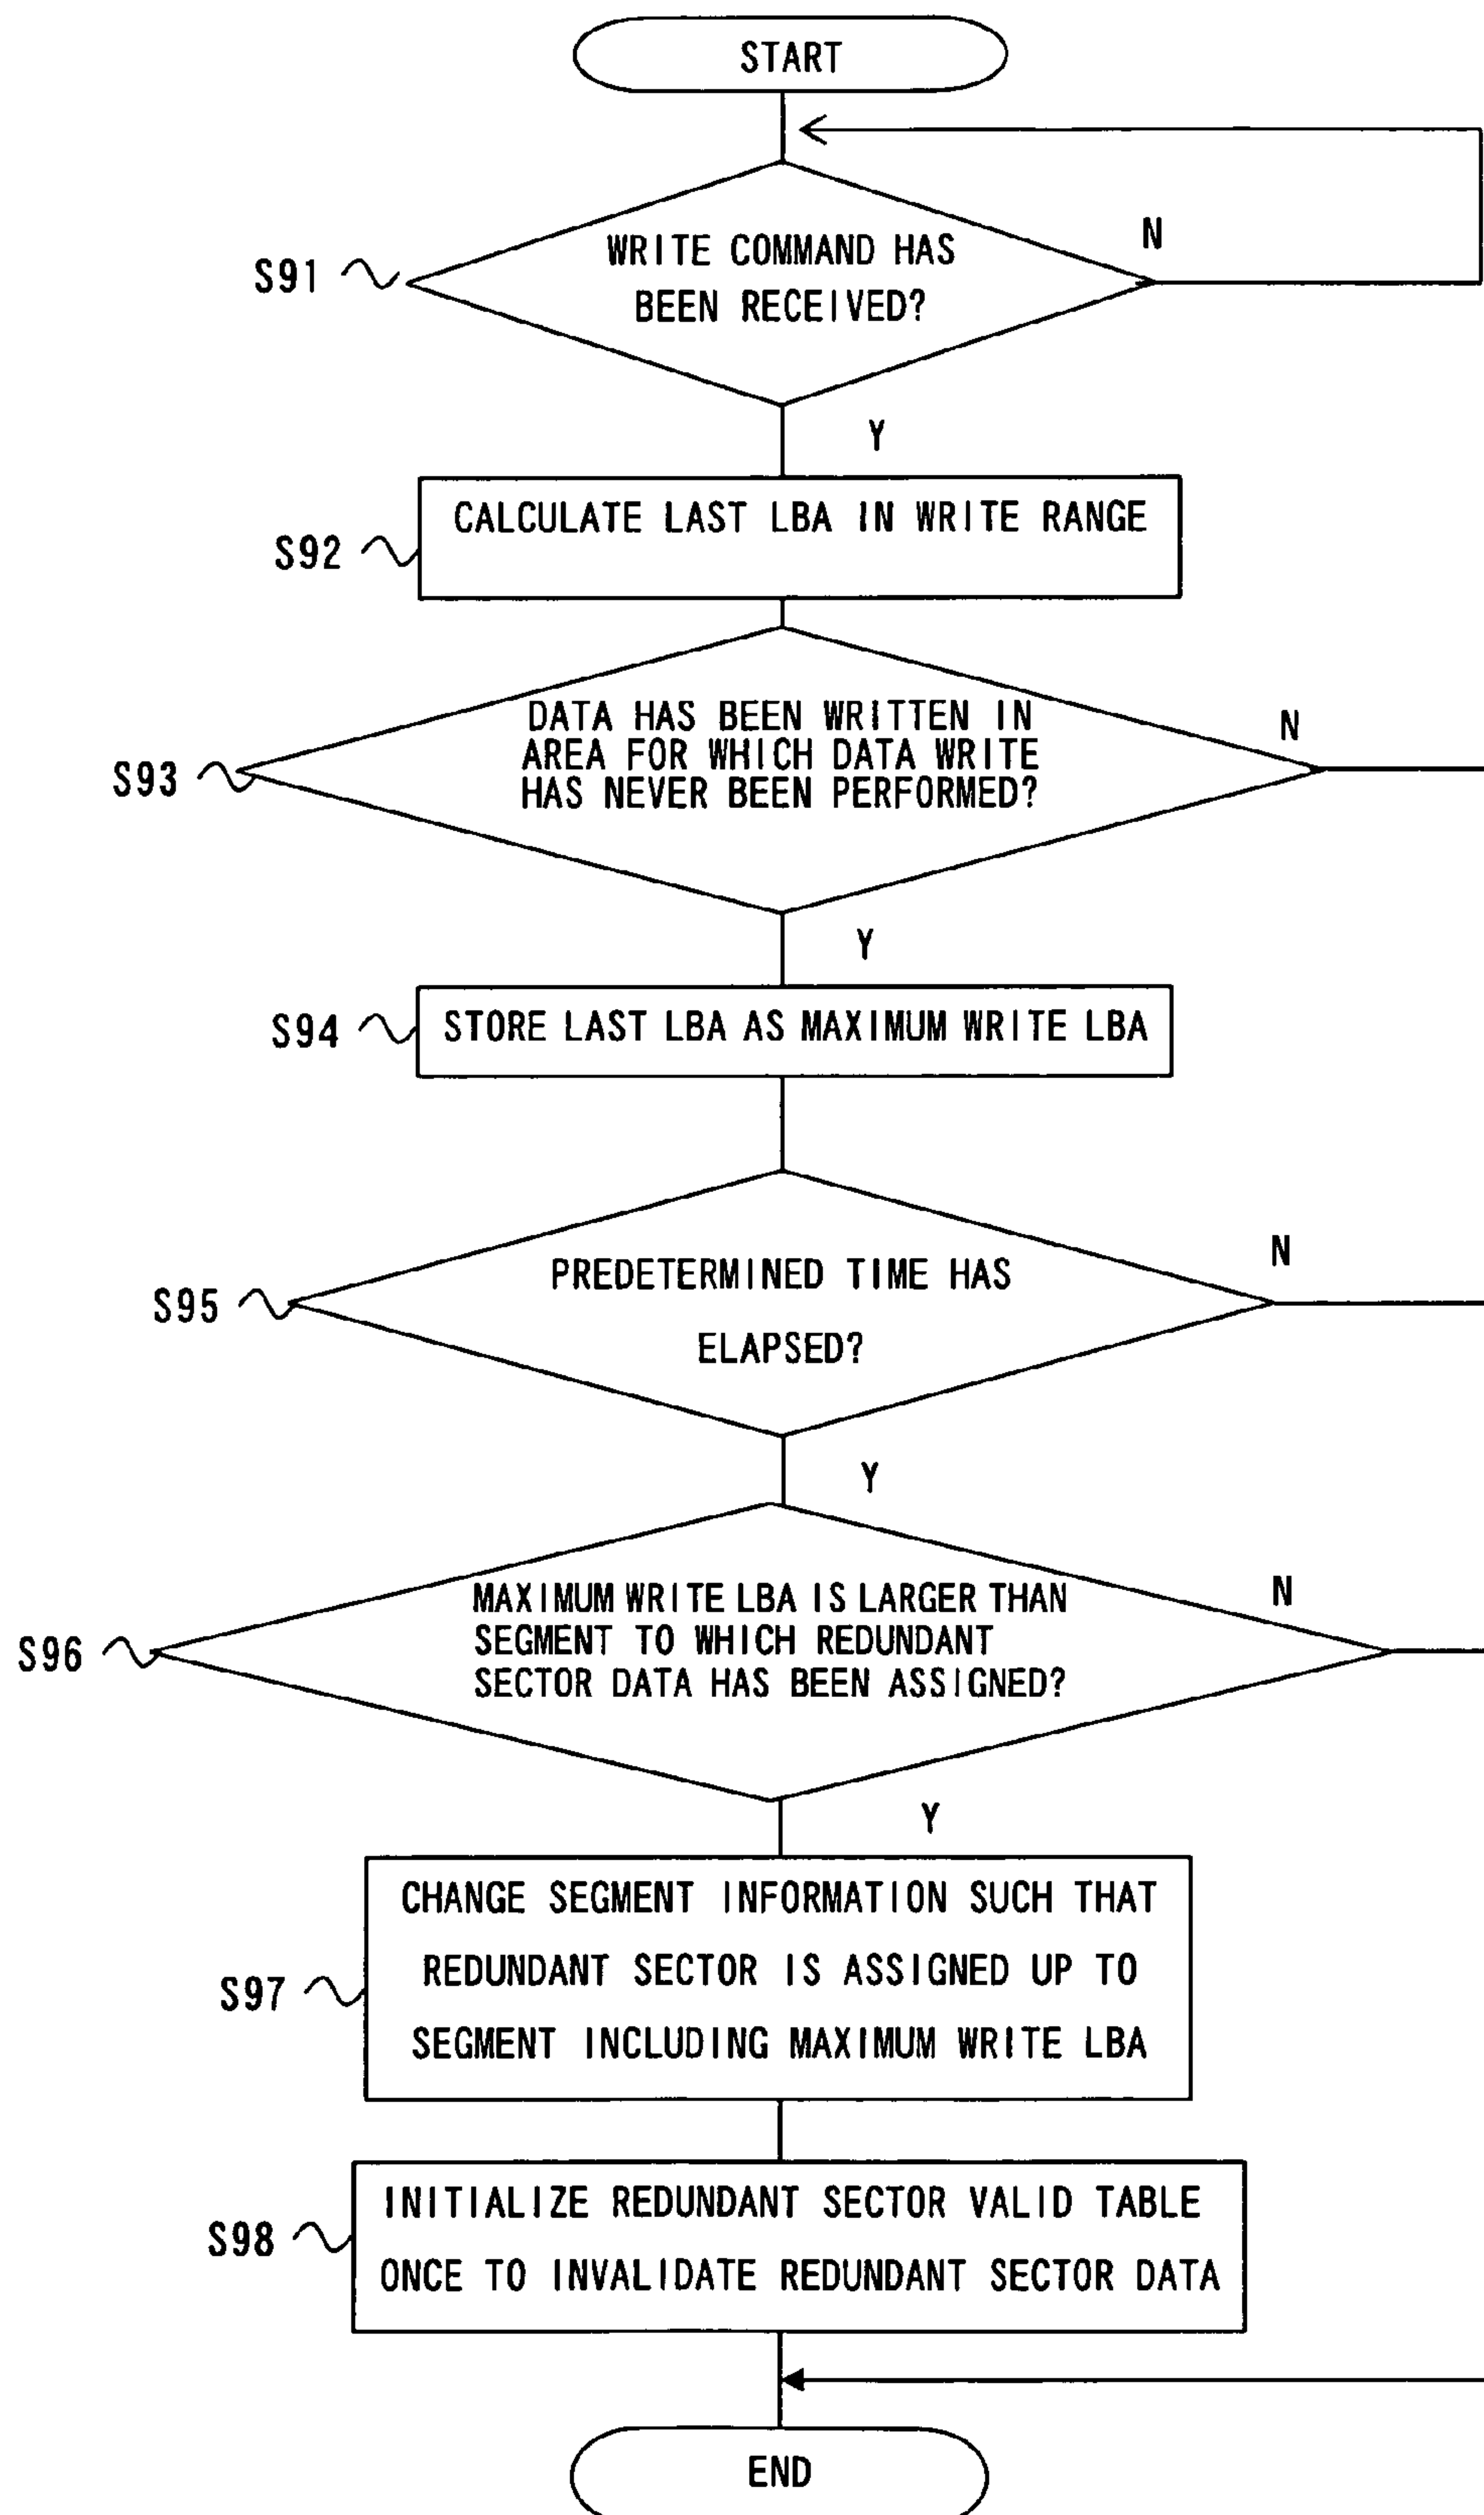 START
N
S91
WRITE COMMAND HAS
BEEN RECEIVED?
Y
S92
CALCULATE LAST LBA IN WRITE RANGE
N
S93
DATA HAS BEEN WRITTEN IN
AREA FOR WHICH DATA WRITE
HAS NEVER BEEN PERFORMED?
Y
S94
STORE LAST LBA AS MAXIMUM WRITE LBA
N
S95
PREDETERMINED TIME HAS
ELAPSED?
Y
N
S96
MAXIMUM WRITE LBA IS LARGER THAN
SEGMENT TO WHICH REDUNDANT
SECTOR DATA HAS BEEN ASSIGNED?
Y
S97
CHANGE SEGMENT INFORMATION SUCH THAT
REDUNDANT SECTOR IS ASSIGNED UP TO
SEGMENT INCLUDING MAXIMUM WRITE LBA
S98
INITIALIZE REDUNDANT SECTOR VALID TABLE
ONCE TO INVALIDATE REDUNDANT SECTOR DATA
END